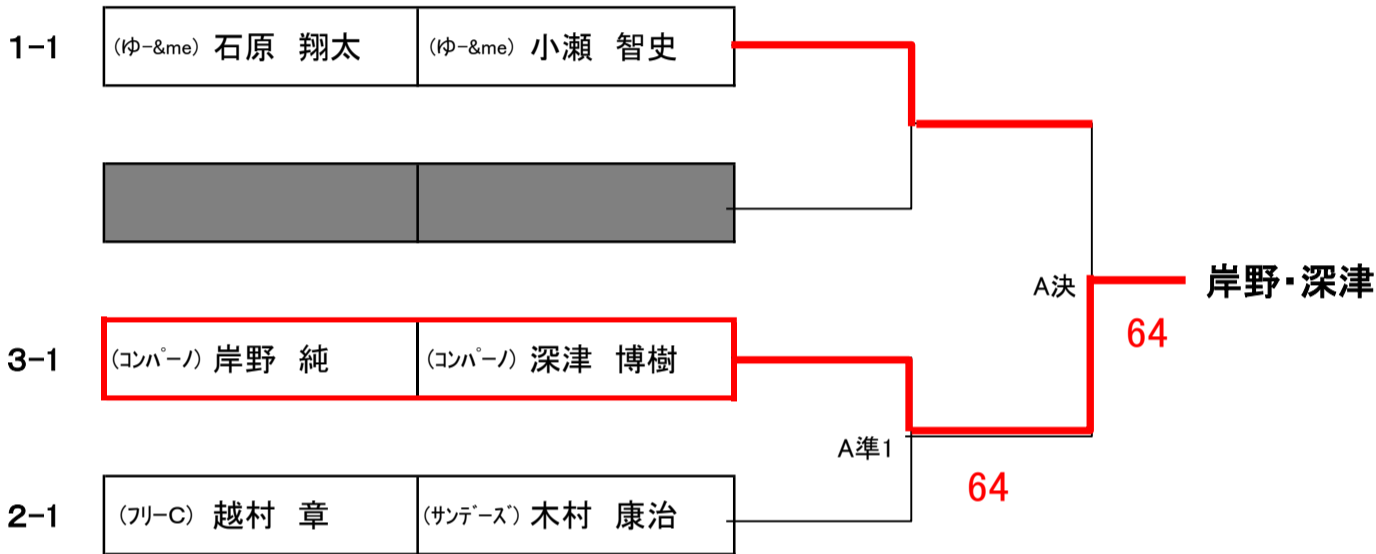 1-1 (ゆ-&me) 石原 翔太 (ゆ-&me) 小瀬 智史
A決 岸野・深津
64
3-1 (コンパーノ) 岸野 純 (コンパーノ) 深津 博樹
A準1
64
2-1 (フリーC) 越村 章 (サンデーズ) 木村 康治